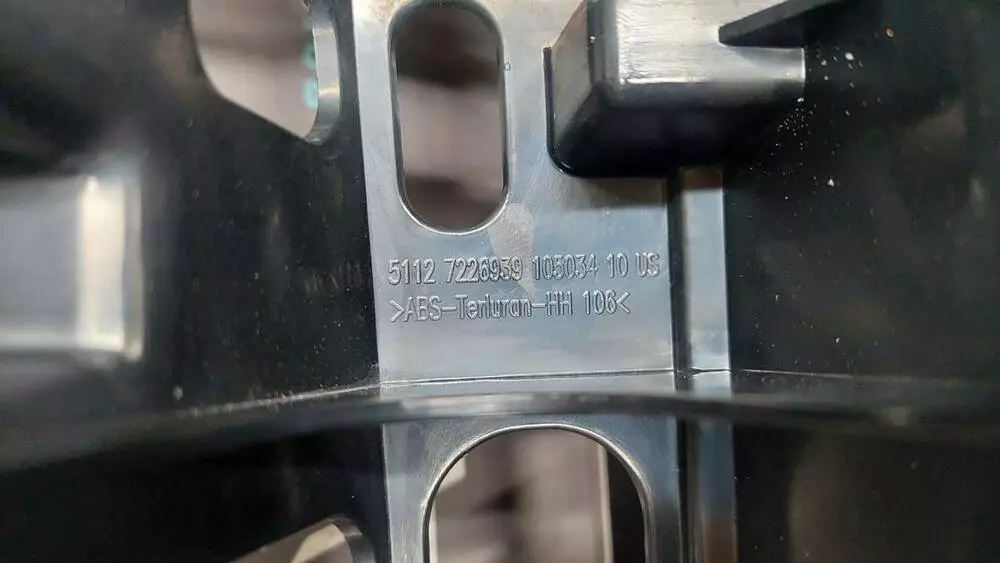 5112 7226939 105034 10 US
>ABS-Terluran-HH 106<